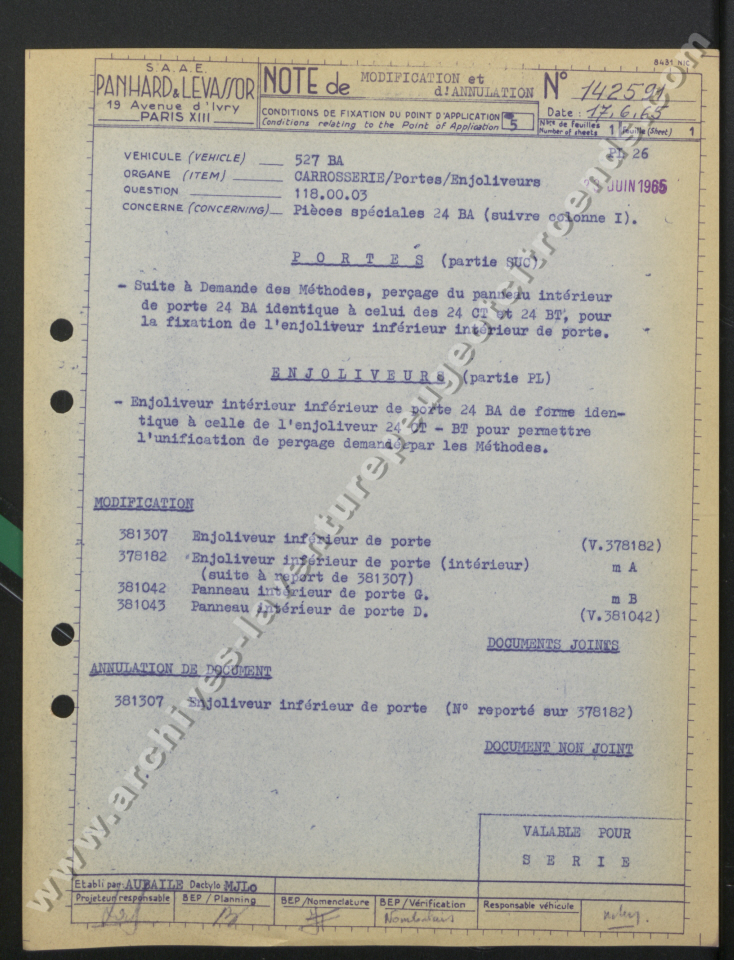 8431 NIC
S.A.A.E.
PANHARD & LEVASSOR
19 Avenue d'Ivry
PARIS XIII
NOTE de
MODIFICATION et
d'ANNULATION
N° 142591
Date : 17.6.65
CONDITIONS DE FIXATION DU POINT D'APPLICATION
Conditions relating to the Point of Application
5
Nbre de feuilles
Number of sheets
1
Feuille (Sheet) 1
VEHICULE (VEHICLE) 527 BA
PL 26
ORGANE (ITEM) CARROSSERIE/Portes/Enjoliveurs
JUIN 1965
QUESTION 118.00.03
CONCERNE (CONCERNING) Pièces spéciales 24 BA (suivre colonne I).
PORTES (partie SUC)
- Suite à Demande des Méthodes, perçage du panneau intérieur
de porte 24 BA identique à celui des 24 CT et 24 BT, pour
la fixation de l'enjoliveur inférieur intérieur de porte.
ENJOLIVEURS (partie PL)
- Enjoliveur intérieur inférieur de porte 24 BA de forme iden-
tique à celle de l'enjoliveur 24 CT - BT pour permettre
l'unification de perçage demandé par les Méthodes.
MODIFICATION
381307 Enjoliveur inférieur de porte (V.378182)
378182 Enjoliveur inférieur de porte (intérieur) m A
(suite à report de 381307)
381042 Panneau intérieur de porte G. m B
381043 Panneau intérieur de porte D. (V.381042)
DOCUMENTS JOINTS
ANNULATION DE DOCUMENT
381307 Enjoliveur inférieur de porte (N° reporté sur 378182)
DOCUMENT NON JOINT
VALABLE POUR
SERIE
Etabli par AUBAILE Dactylo MJLo
Projeteur responsable
BEP / Planning
BEP / Nomenclature
BEP / Vérification
Responsable véhicule
www.archives-laventurepeugeotcitroends.com